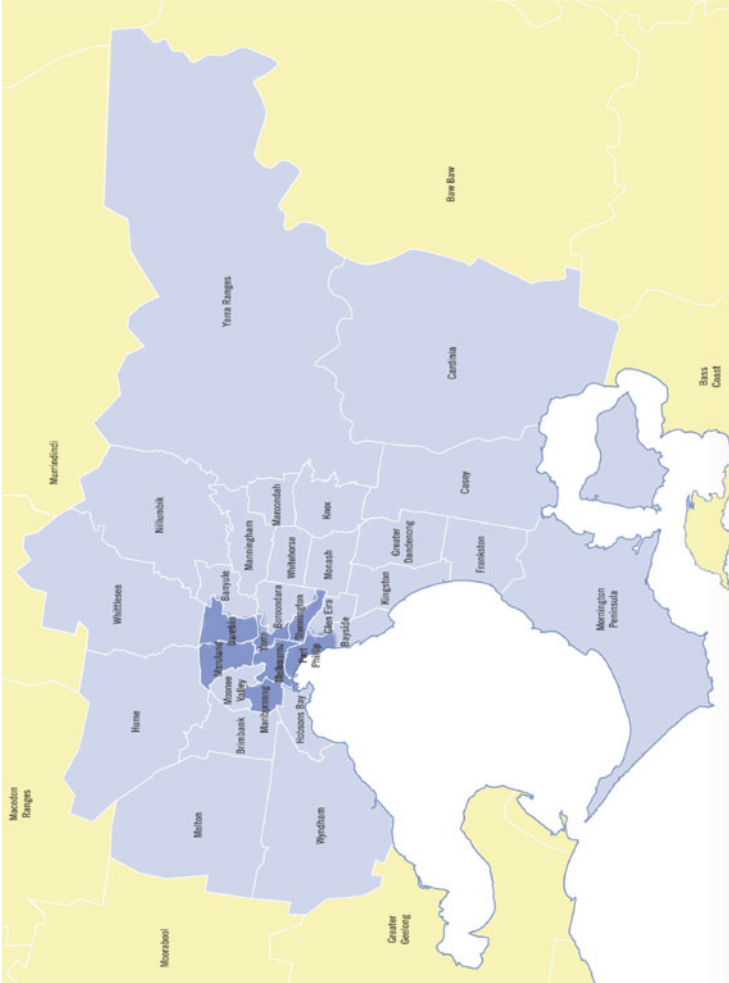 Macedon
Ranges
Murrindindi
Moorabool
Hume
Whittlesea
Nillumbik
Yarra Ranges
Melton
Brimbank
Moonee
Valley
Moreland
Darebin
Banyule
Manningham
Maroondah
Maribyrnong
Melbourne
Yarra
Boroondara
Whitehorse
Knox
Wyndham
Hobsons Bay
Port
Phillip
Stonnington
Glen Eira
Monash
Bayside
Kingston
Greater
Dandenong
Casey
Cardinia
Baw Baw
Greater
Geelong
Frankston
Mornington
Peninsula
Bass
Coast